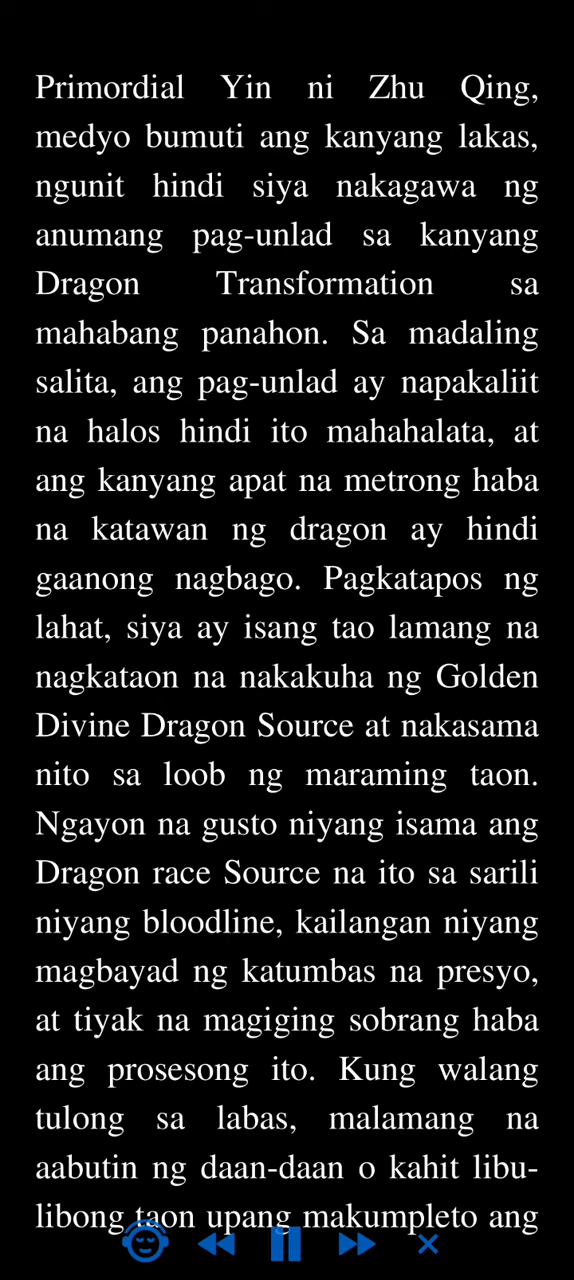 Primordial Yin ni Zhu Qing,
medyo bumuti ang kanyang lakas,
ngunit hindi siya nakagawa ng
anumang pag-unlad sa kanyang
Dragon Transformation sa
mahabang panahon. Sa madaling
salita, ang pag-unlad ay napakaliit
na halos hindi ito mahahalata, at
ang kanyang apat na metrong haba
na katawan ng dragon ay hindi
gaanong nagbago. Pagkatapos ng
lahat, siya ay isang tao lamang na
nagkataon na nakakuha ng Golden
Divine Dragon Source at nakasama
nito sa loob ng maraming taon.
Ngayon na gusto niyang isama ang
Dragon race Source na ito sa sarili
niyang bloodline, kailangan niyang
magbayad ng katumbas na presyo,
at tiyak na magiging sobrang haba
ang prosesong ito. Kung walang
tulong sa labas, malamang na
aabutin ng daan-daan o kahit libu-
libong taon upang makumpleto ang